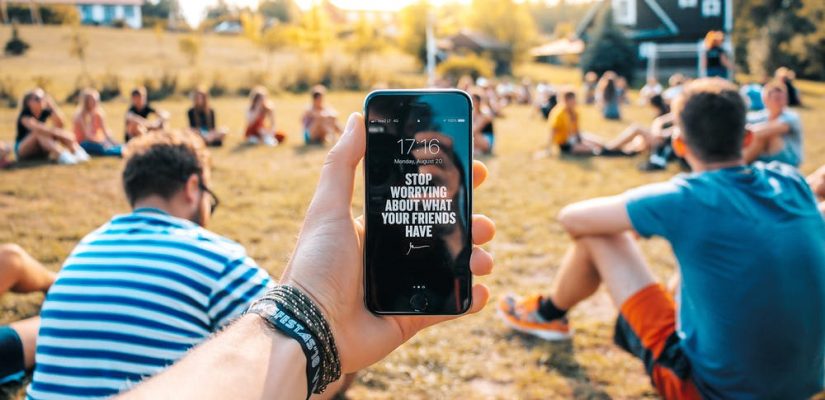 17:16
Monday, August 20
STOP
WORRYING
ABOUT WHAT
YOUR FRIENDS
HAVE